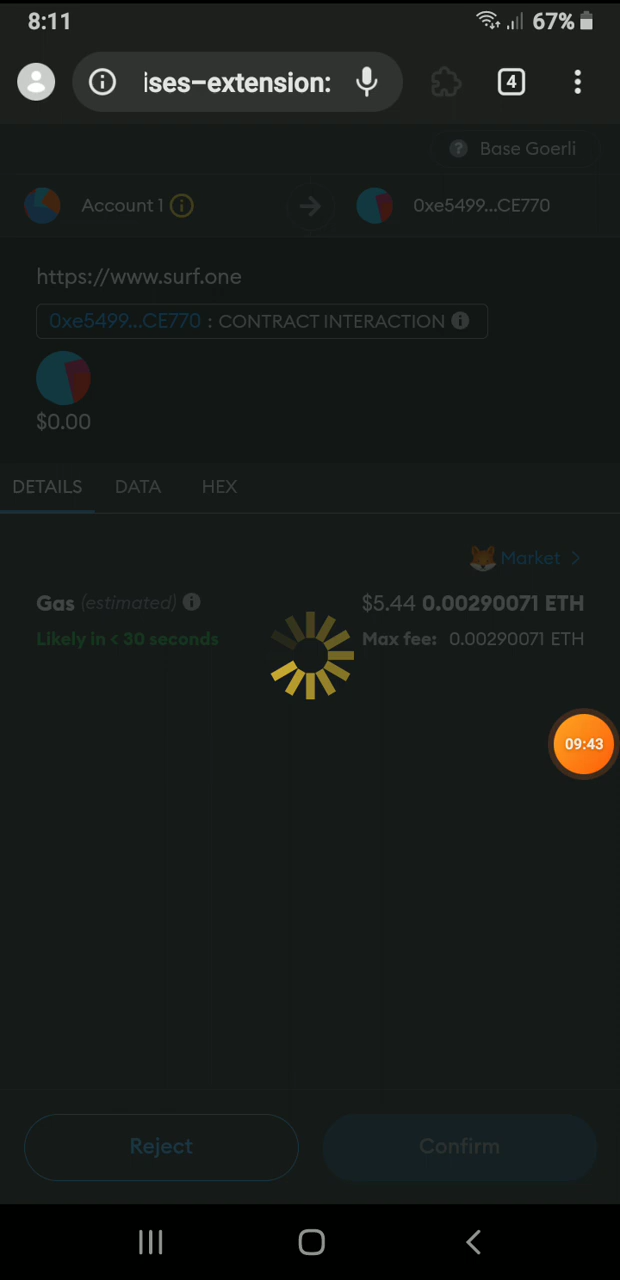 8:11 67%
ises-extension: 4
? Base Goerli
Account 1 0xe5499...CE770
https://www.surf.one
0xe5499...CE770 : CONTRACT INTERACTION
$0.00
DETAILS DATA HEX
Market >
Gas (estimated) $5.44 0.00290071 ETH
Likely in < 30 seconds Max fee: 0.00290071 ETH
09:43
Reject Confirm